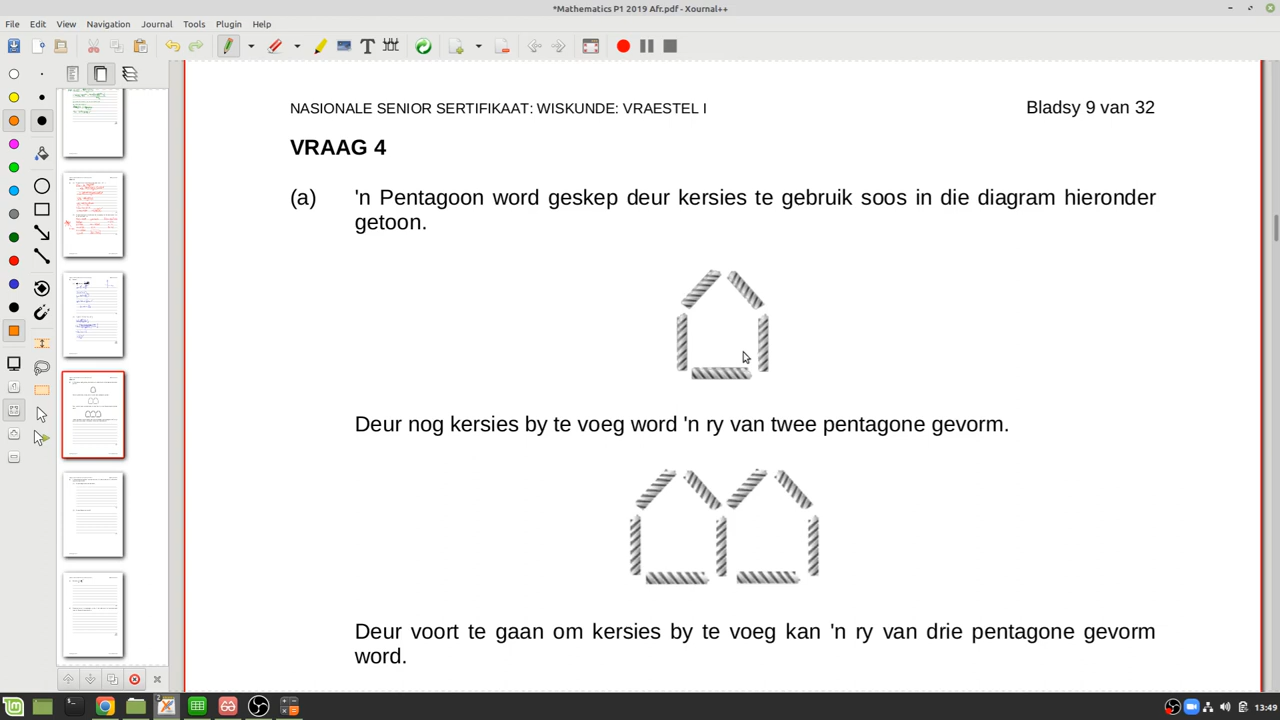 *Mathematics P1 2019 Afr.pdf - Xournal++
File Edit View Navigation Journal Tools Plugin Help
NASIONALE SENIOR SERTIFIKAAT: WISKUNDE: VRAESTEL I Bladsy 9 van 32
VRAAG 4
(a) 'n Pentagoon word geskep deur kersies te gebruik soos in die diagram hieronder
getoon.
Deur nog kersies by te voeg word 'n ry van twee pentagone gevorm.
Deur voort te gaan om kersies by te voeg kan 'n ry van drie pentagone gevorm
word.
13:49